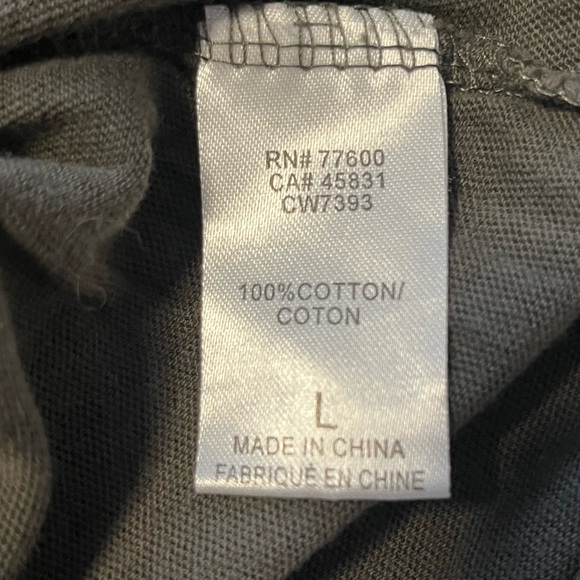 RN# 77600
CA# 45831
CW7393
100%COTTON/
COTON
L
MADE IN CHINA
FABRIQUÉ EN CHINE